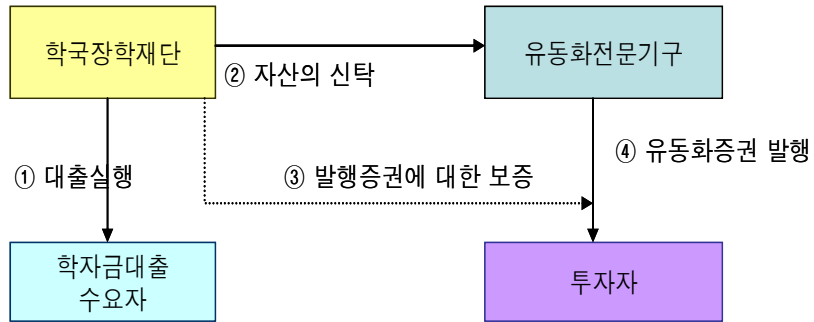 학국장학재단
유동화전문기구
② 자산의 신탁
① 대출실행
③ 발행증권에 대한 보증
④ 유동화증권 발행
학자금대출
수요자
투자자